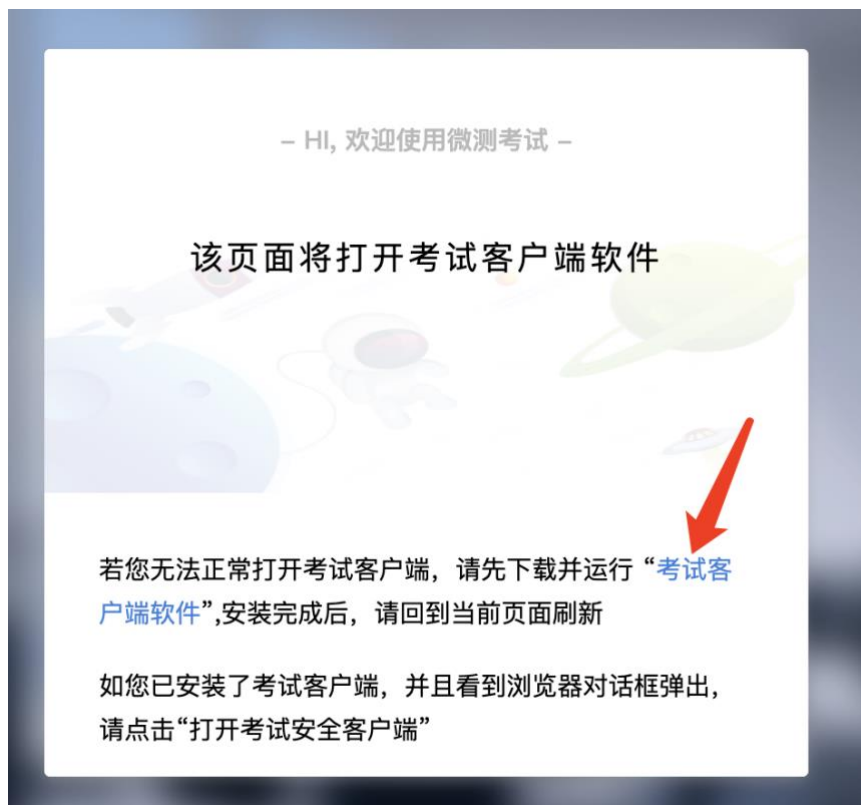 – HI, 欢迎使用微测考试 –
该页面将打开考试客户端软件
若您无法正常打开考试客户端，请先下载并运行 “考试客
户端软件”,安装完成后，请回到当前页面刷新
如您已安装了考试客户端，并且看到浏览器对话框弹出，
请点击“打开考试安全客户端”